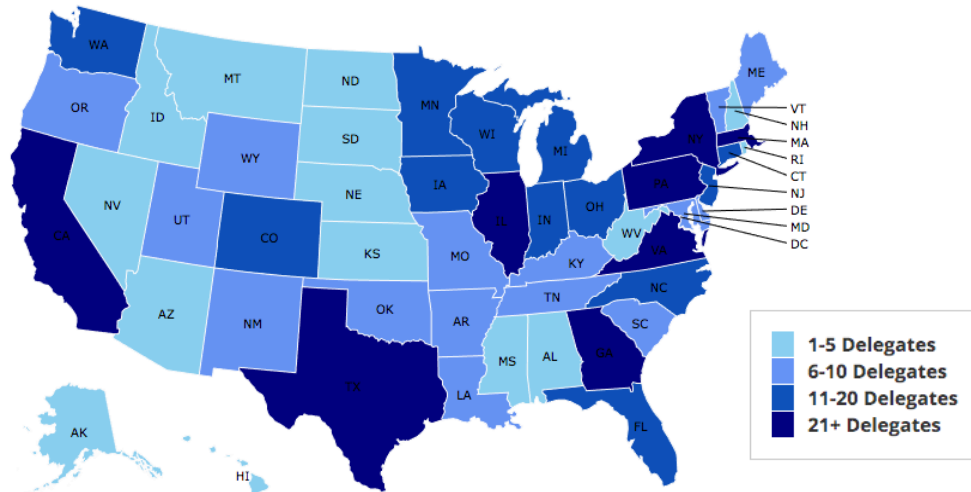 WA
MT
ND
ME
OR
MN
VT
ID
NH
WI
SD
NY
MA
WY
MI
RI
CT
IA
PA
NE
NJ
NV
OH
DE
UT
IL
IN
MD
CA
CO
WV
DC
KS
MO
VA
KY
NC
TN
OK
AZ
NM
AR
SC
MS
AL
GA
TX
LA
FL
AK
HI
1-5 Delegates
6-10 Delegates
11-20 Delegates
21+ Delegates